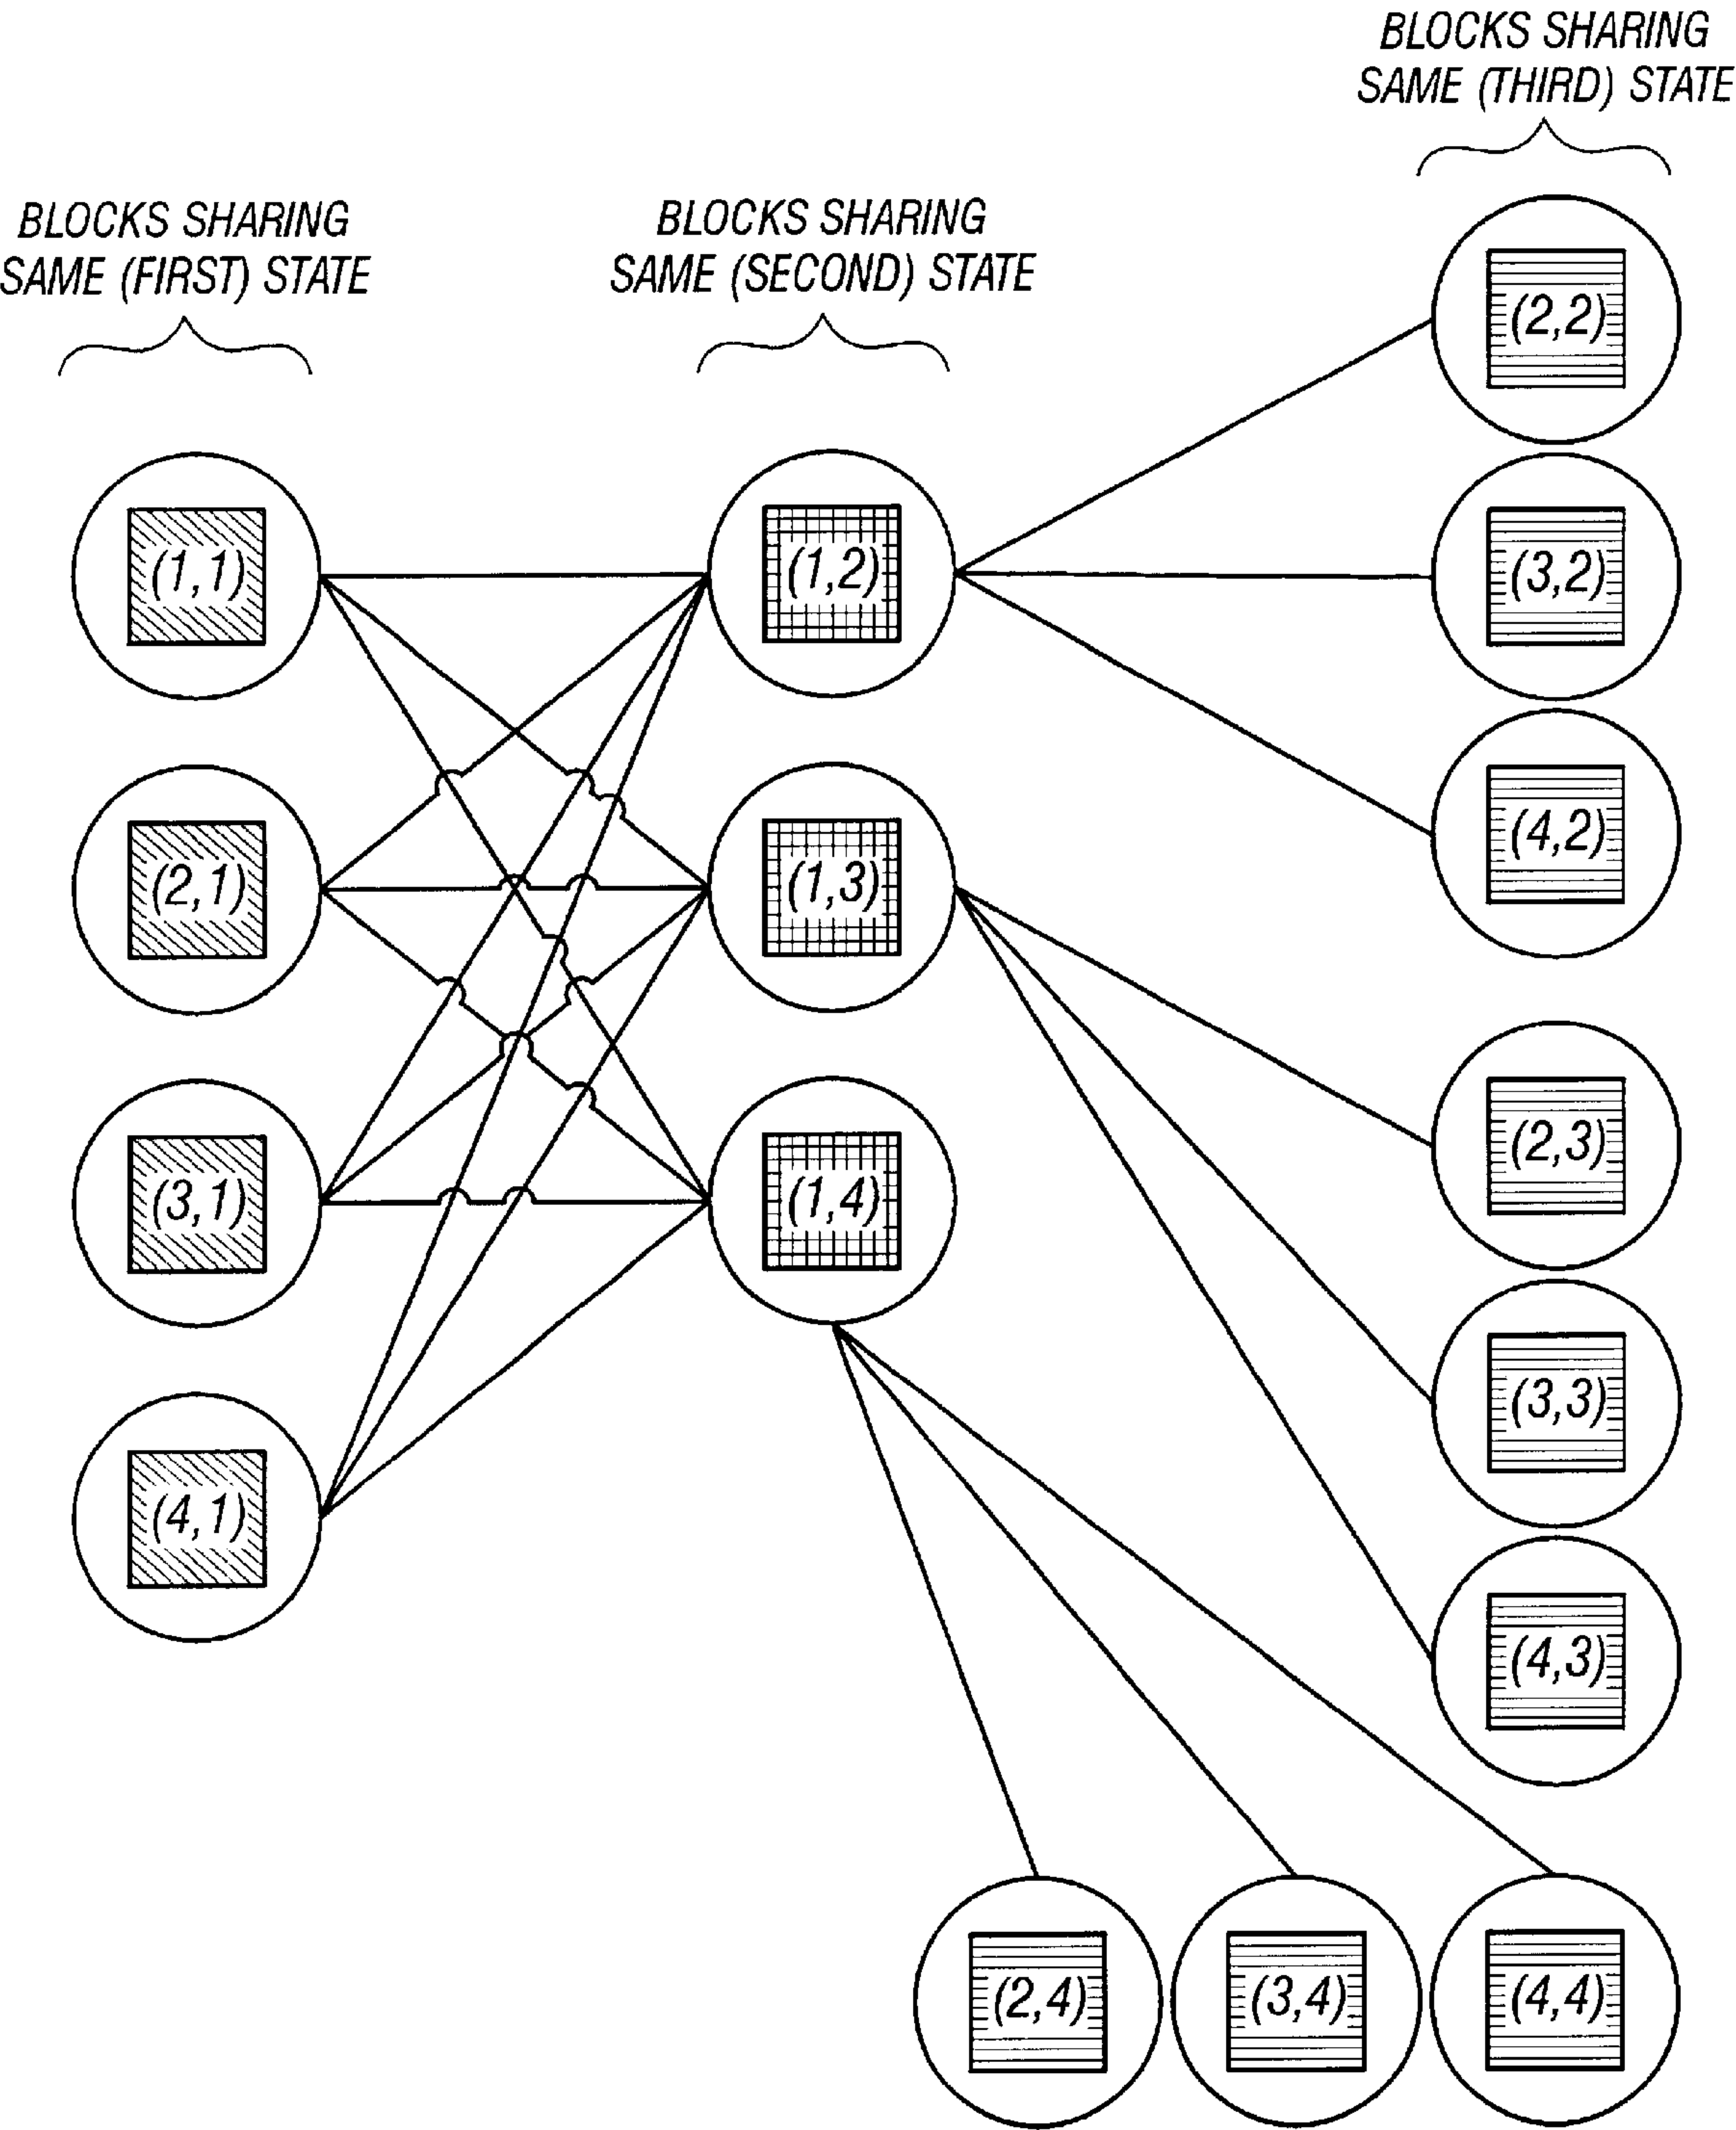 BLOCKS SHARING
SAME (THIRD) STATE
BLOCKS SHARING
SAME (FIRST) STATE
BLOCKS SHARING
SAME (SECOND) STATE
(2,2)
(1,1)
(1,2)
(3,2)
(4,2)
(2,1)
(1,3)
(2,3)
(3,1)
(1,4)
(3,3)
(4,1)
(4,3)
(2,4)
(3,4)
(4,4)